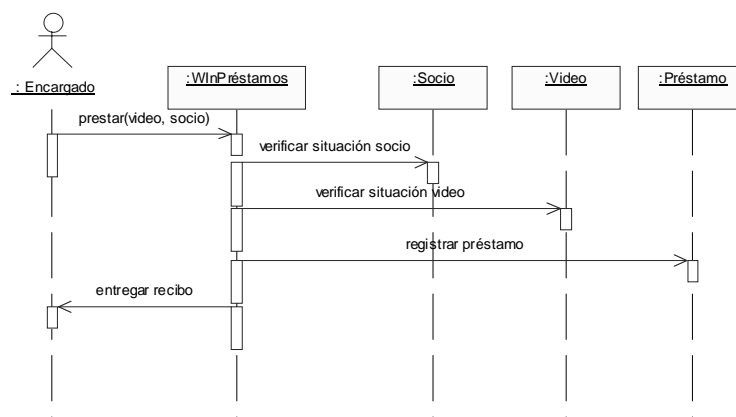 : Encargado
:WInPréstamos
:Socio
:Video
:Préstamo
prestar(video, socio)
verificar situación socio
verificar situación video
registrar préstamo
entregar recibo